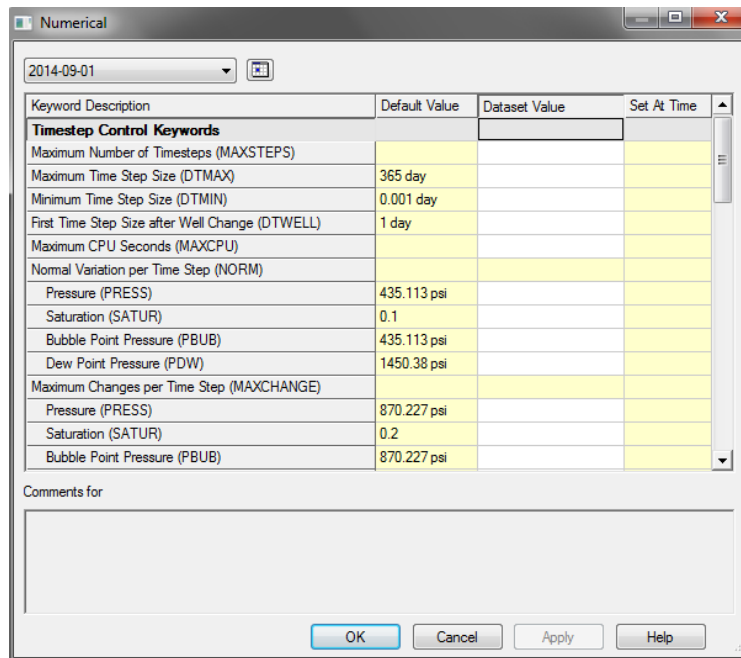 Numerical
2014-09-01
Keyword Description Default Value Dataset Value Set At Time
Timestep Control Keywords
Maximum Number of Timesteps (MAXSTEPS)
Maximum Time Step Size (DTMAX) 365 day
Minimum Time Step Size (DTMIN) 0.001 day
First Time Step Size after Well Change (DTWELL) 1 day
Maximum CPU Seconds (MAXCPU)
Normal Variation per Time Step (NORM)
Pressure (PRESS) 435.113 psi
Saturation (SATUR) 0.1
Bubble Point Pressure (PBUB) 435.113 psi
Dew Point Pressure (PDW) 1450.38 psi
Maximum Changes per Time Step (MAXCHANGE)
Pressure (PRESS) 870.227 psi
Saturation (SATUR) 0.2
Bubble Point Pressure (PBUB) 870.227 psi
Comments for
OK Cancel Apply Help